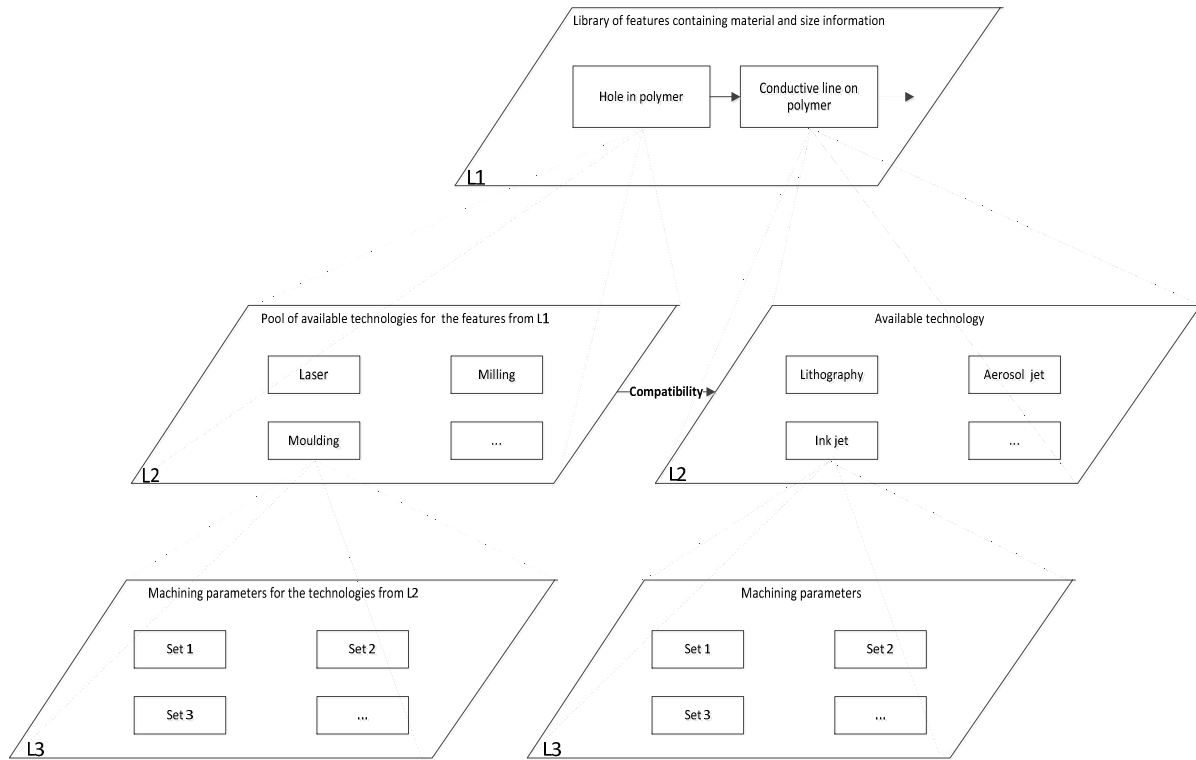 Library of features containing material and size information
Hole in polymer
Conductive line on
polymer
L1
Pool of available technologies for the features from L1
Laser
Milling
Moulding
...
L2
Compatibility
Available technology
Lithography
Aerosol jet
Ink jet
...
L2
Machining parameters for the technologies from L2
Set 1
Set 2
Set 3
...
L3
Machining parameters
Set 1
Set 2
Set 3
...
L3